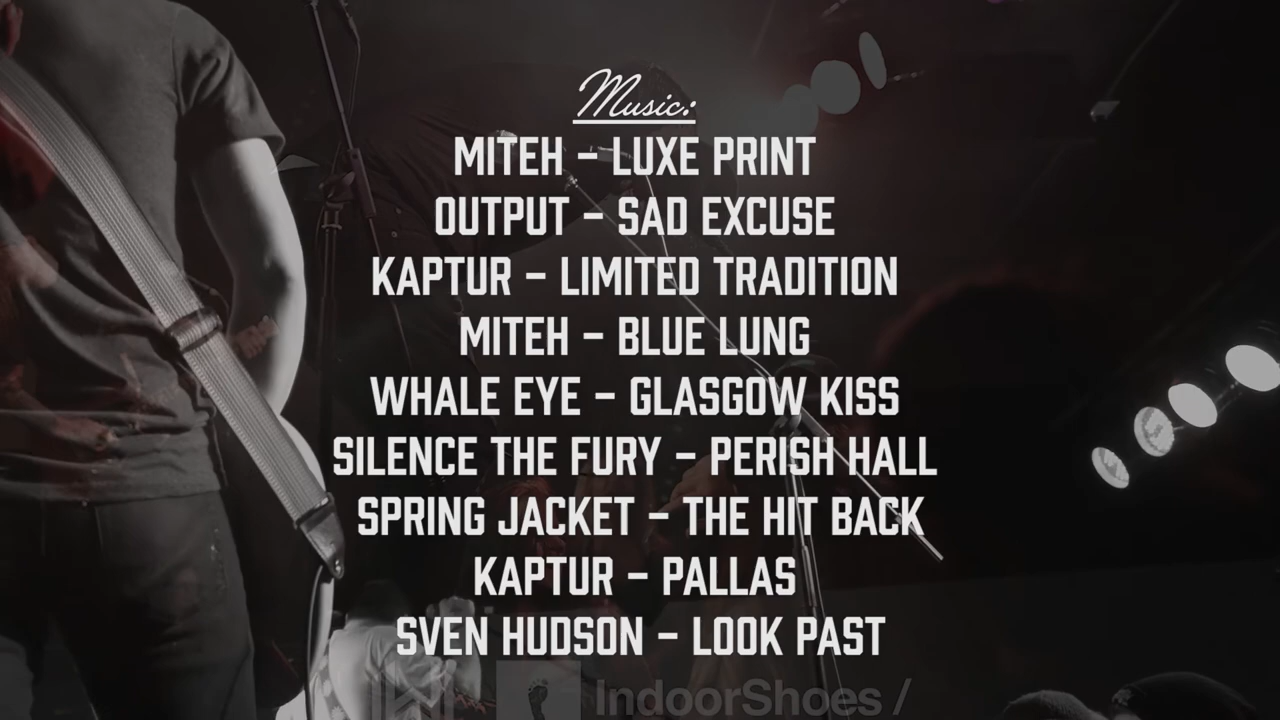 Music:
MITEH – LUXE PRINT
OUTPUT – SAD EXCUSE
KAPTUR – LIMITED TRADITION
MITEH – BLUE LUNG
WHALE EYE – GLASGOW KISS
SILENCE THE FURY – PERISH HALL
SPRING JACKET – THE HIT BACK
KAPTUR – PALLAS
SVEN HUDSON – LOOK PAST
IndoorShoes /